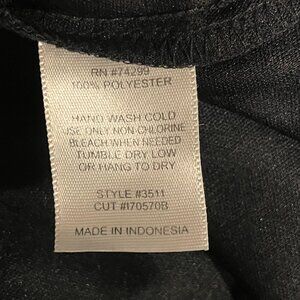 RN #74299
100% POLYESTER
HAND WASH COLD
USE ONLY NON CHLORINE
BLEACH WHEN NEEDED
TUMBLE DRY LOW
OR HANG TO DRY
STYLE #3511
CUT #I70570B
MADE IN INDONESIA